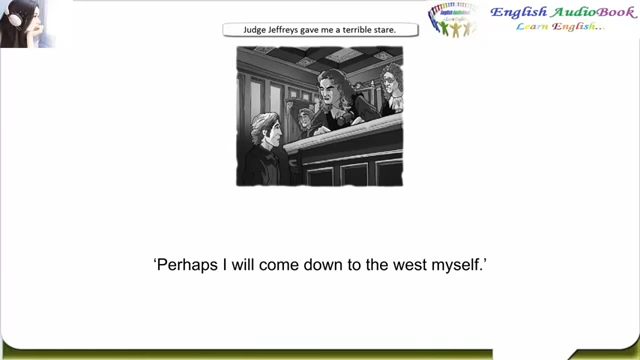 Judge Jeffreys gave me a terrible stare.
English AudioBook
Learn English...
‘Perhaps I will come down to the west myself.’